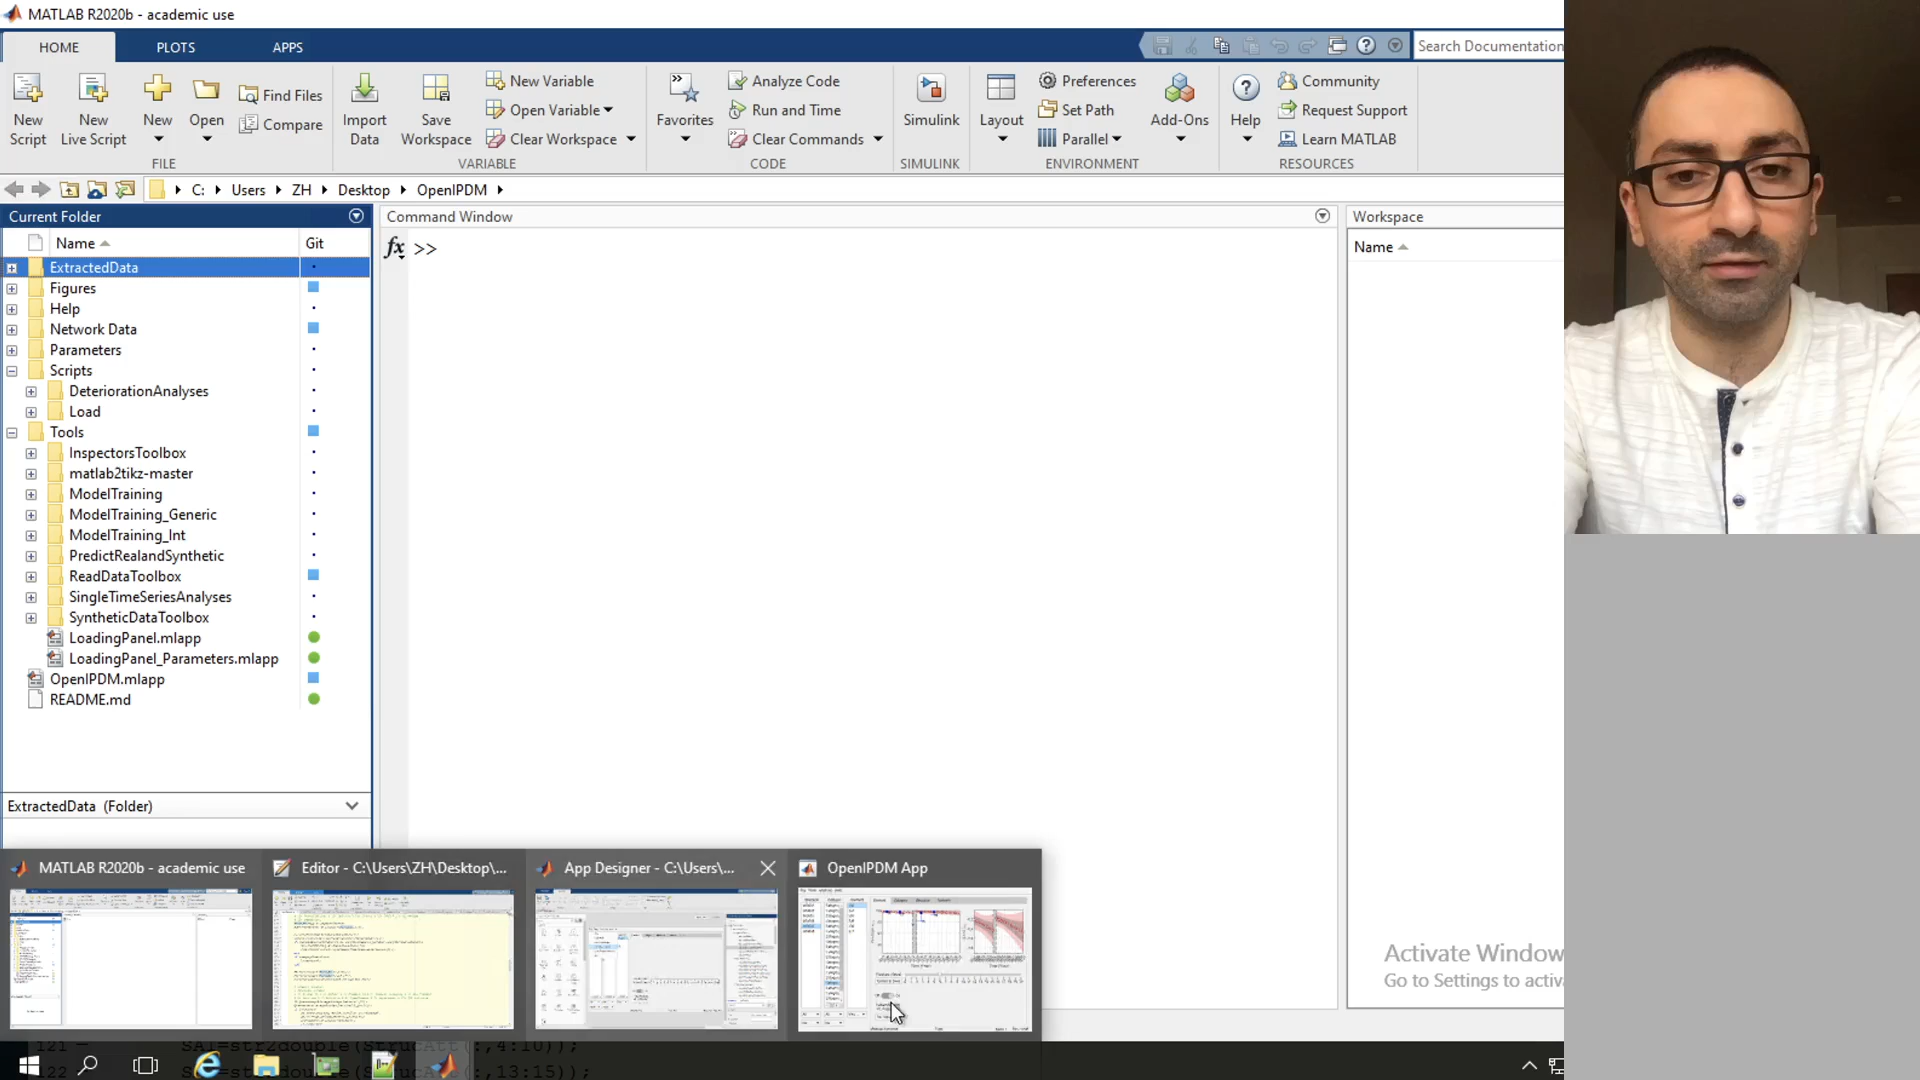 MATLAB R2020b - academic use
HOME PLOTS APPS
Search Documentation
New Script
New Live Script
New
Open
Find Files
Compare
FILE
Import Data
Save Workspace
New Variable
Open Variable
Clear Workspace
VARIABLE
Favorites
Analyze Code
Run and Time
Clear Commands
CODE
Simulink
SIMULINK
Layout
Preferences
Set Path
Parallel
Add-Ons
ENVIRONMENT
Help
Community
Request Support
Learn MATLAB
RESOURCES
C: Users ZH Desktop OpenIPDM
Current Folder
Name Git
ExtractedData
Figures
Help
Network Data
Parameters
Scripts
DeteriorationAnalyses
Load
Tools
InspectorsToolbox
matlab2tikz-master
ModelTraining
ModelTraining_Generic
ModelTraining_Int
PredictRealandSynthetic
ReadDataToolbox
SingleTimeSeriesAnalyses
SyntheticDataToolbox
LoadingPanel.mlapp
LoadingPanel_Parameters.mlapp
OpenIPDM.mlapp
README.md
ExtractedData (Folder)
Command Window
fx >>
Workspace
Name
MATLAB R2020b - academic use
Editor - C:\Users\ZH\Desktop\...
App Designer - C:\Users\...
OpenIPDM App
Activate Window
Go to Settings to activ